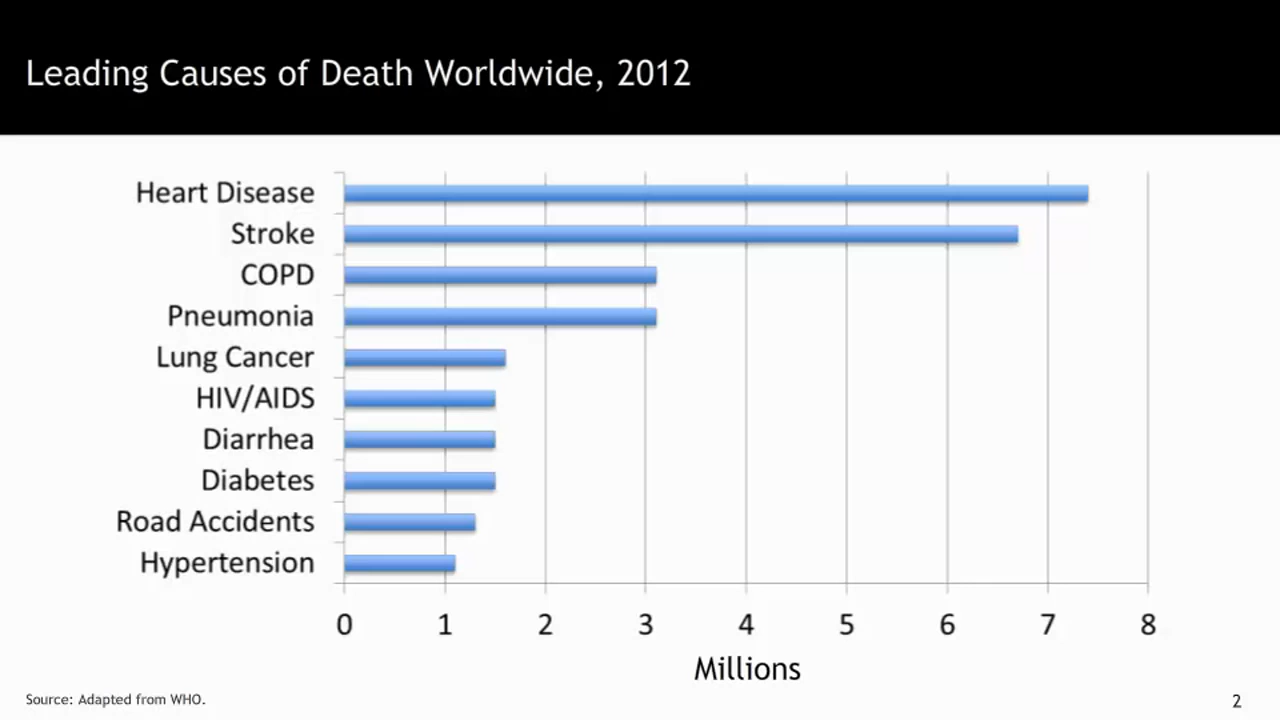 Leading Causes of Death Worldwide, 2012
Heart Disease
Stroke
COPD
Pneumonia
Lung Cancer
HIV/AIDS
Diarrhea
Diabetes
Road Accidents
Hypertension
0 1 2 3 4 5 6 7 8
Millions
Source: Adapted from WHO.
2